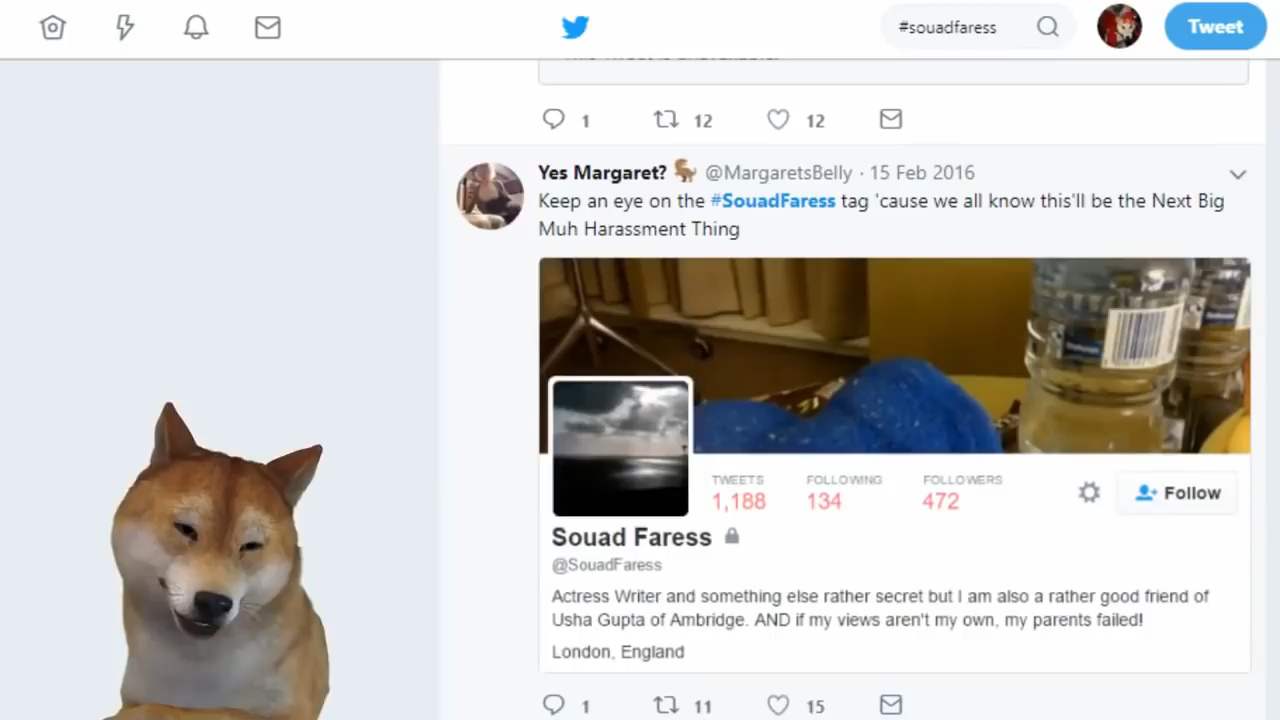 #souadfaress
Tweet
1
12
12
Yes Margaret? @MargaretsBelly · 15 Feb 2016
Keep an eye on the #SouadFaress tag 'cause we all know this'll be the Next Big
Muh Harassment Thing
TWEETS
1,188
FOLLOWING
134
FOLLOWERS
472
Follow
Souad Faress
@SouadFaress
Actress Writer and something else rather secret but I am also a rather good friend of
Usha Gupta of Ambridge. AND if my views aren't my own, my parents failed!
London, England
1
11
15